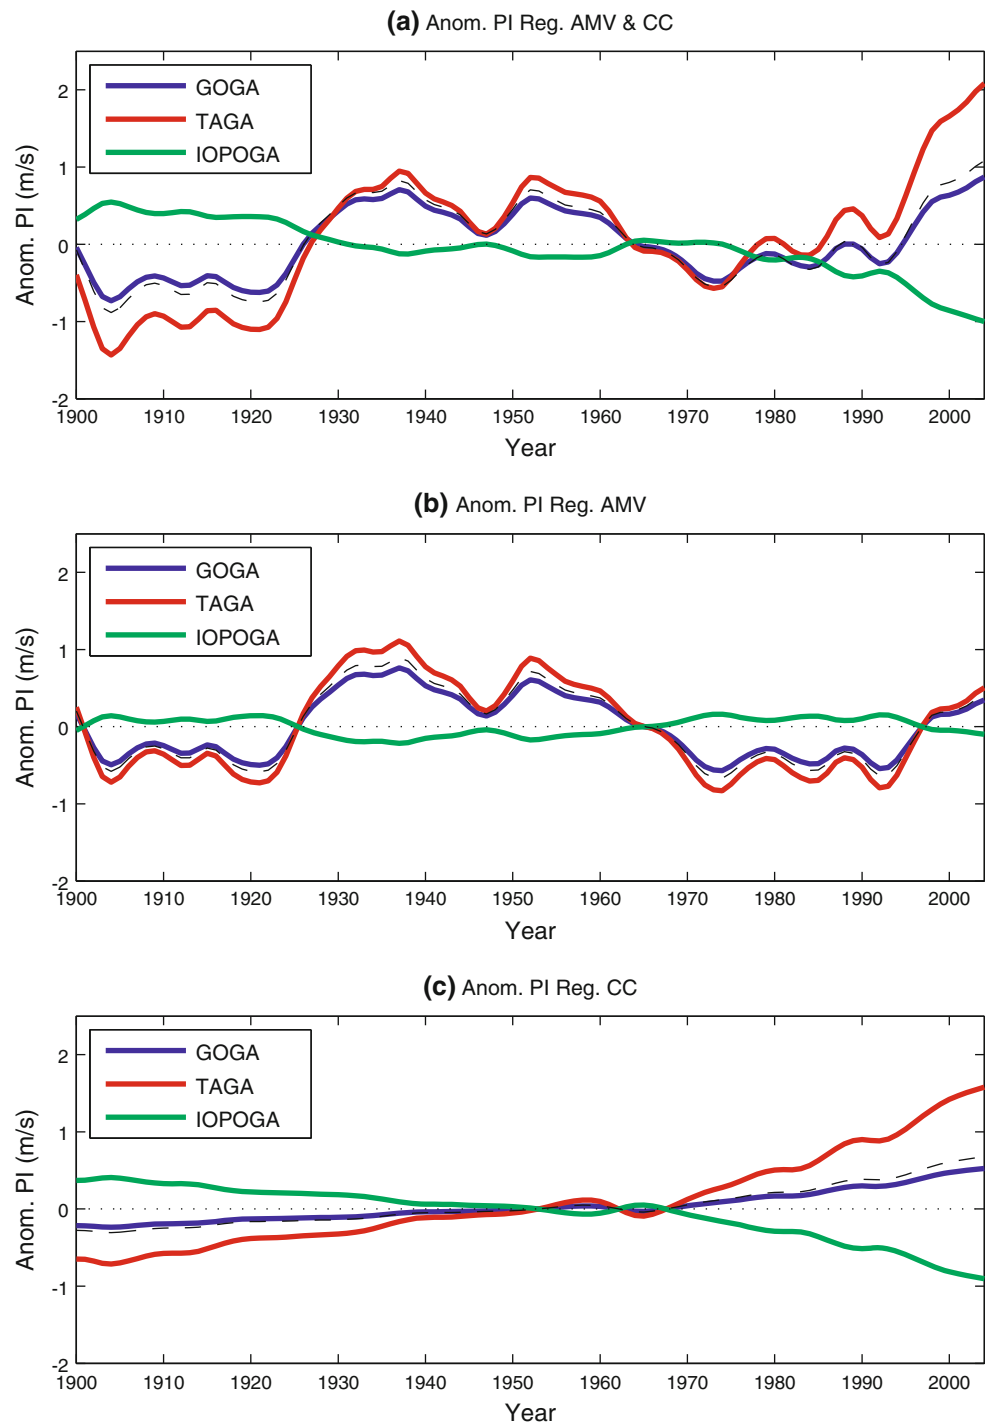 (a) Anom. PI Reg. AMV & CC
Anom. PI (m/s)
2
1
0
-1
-2
GOGA
TAGA
IOPOGA
1900 1910 1920 1930 1940 1950 1960 1970 1980 1990 2000
Year
(b) Anom. PI Reg. AMV
Anom. PI (m/s)
2
1
0
-1
-2
GOGA
TAGA
IOPOGA
1900 1910 1920 1930 1940 1950 1960 1970 1980 1990 2000
Year
(c) Anom. PI Reg. CC
Anom. PI (m/s)
2
1
0
-1
-2
GOGA
TAGA
IOPOGA
1900 1910 1920 1930 1940 1950 1960 1970 1980 1990 2000
Year